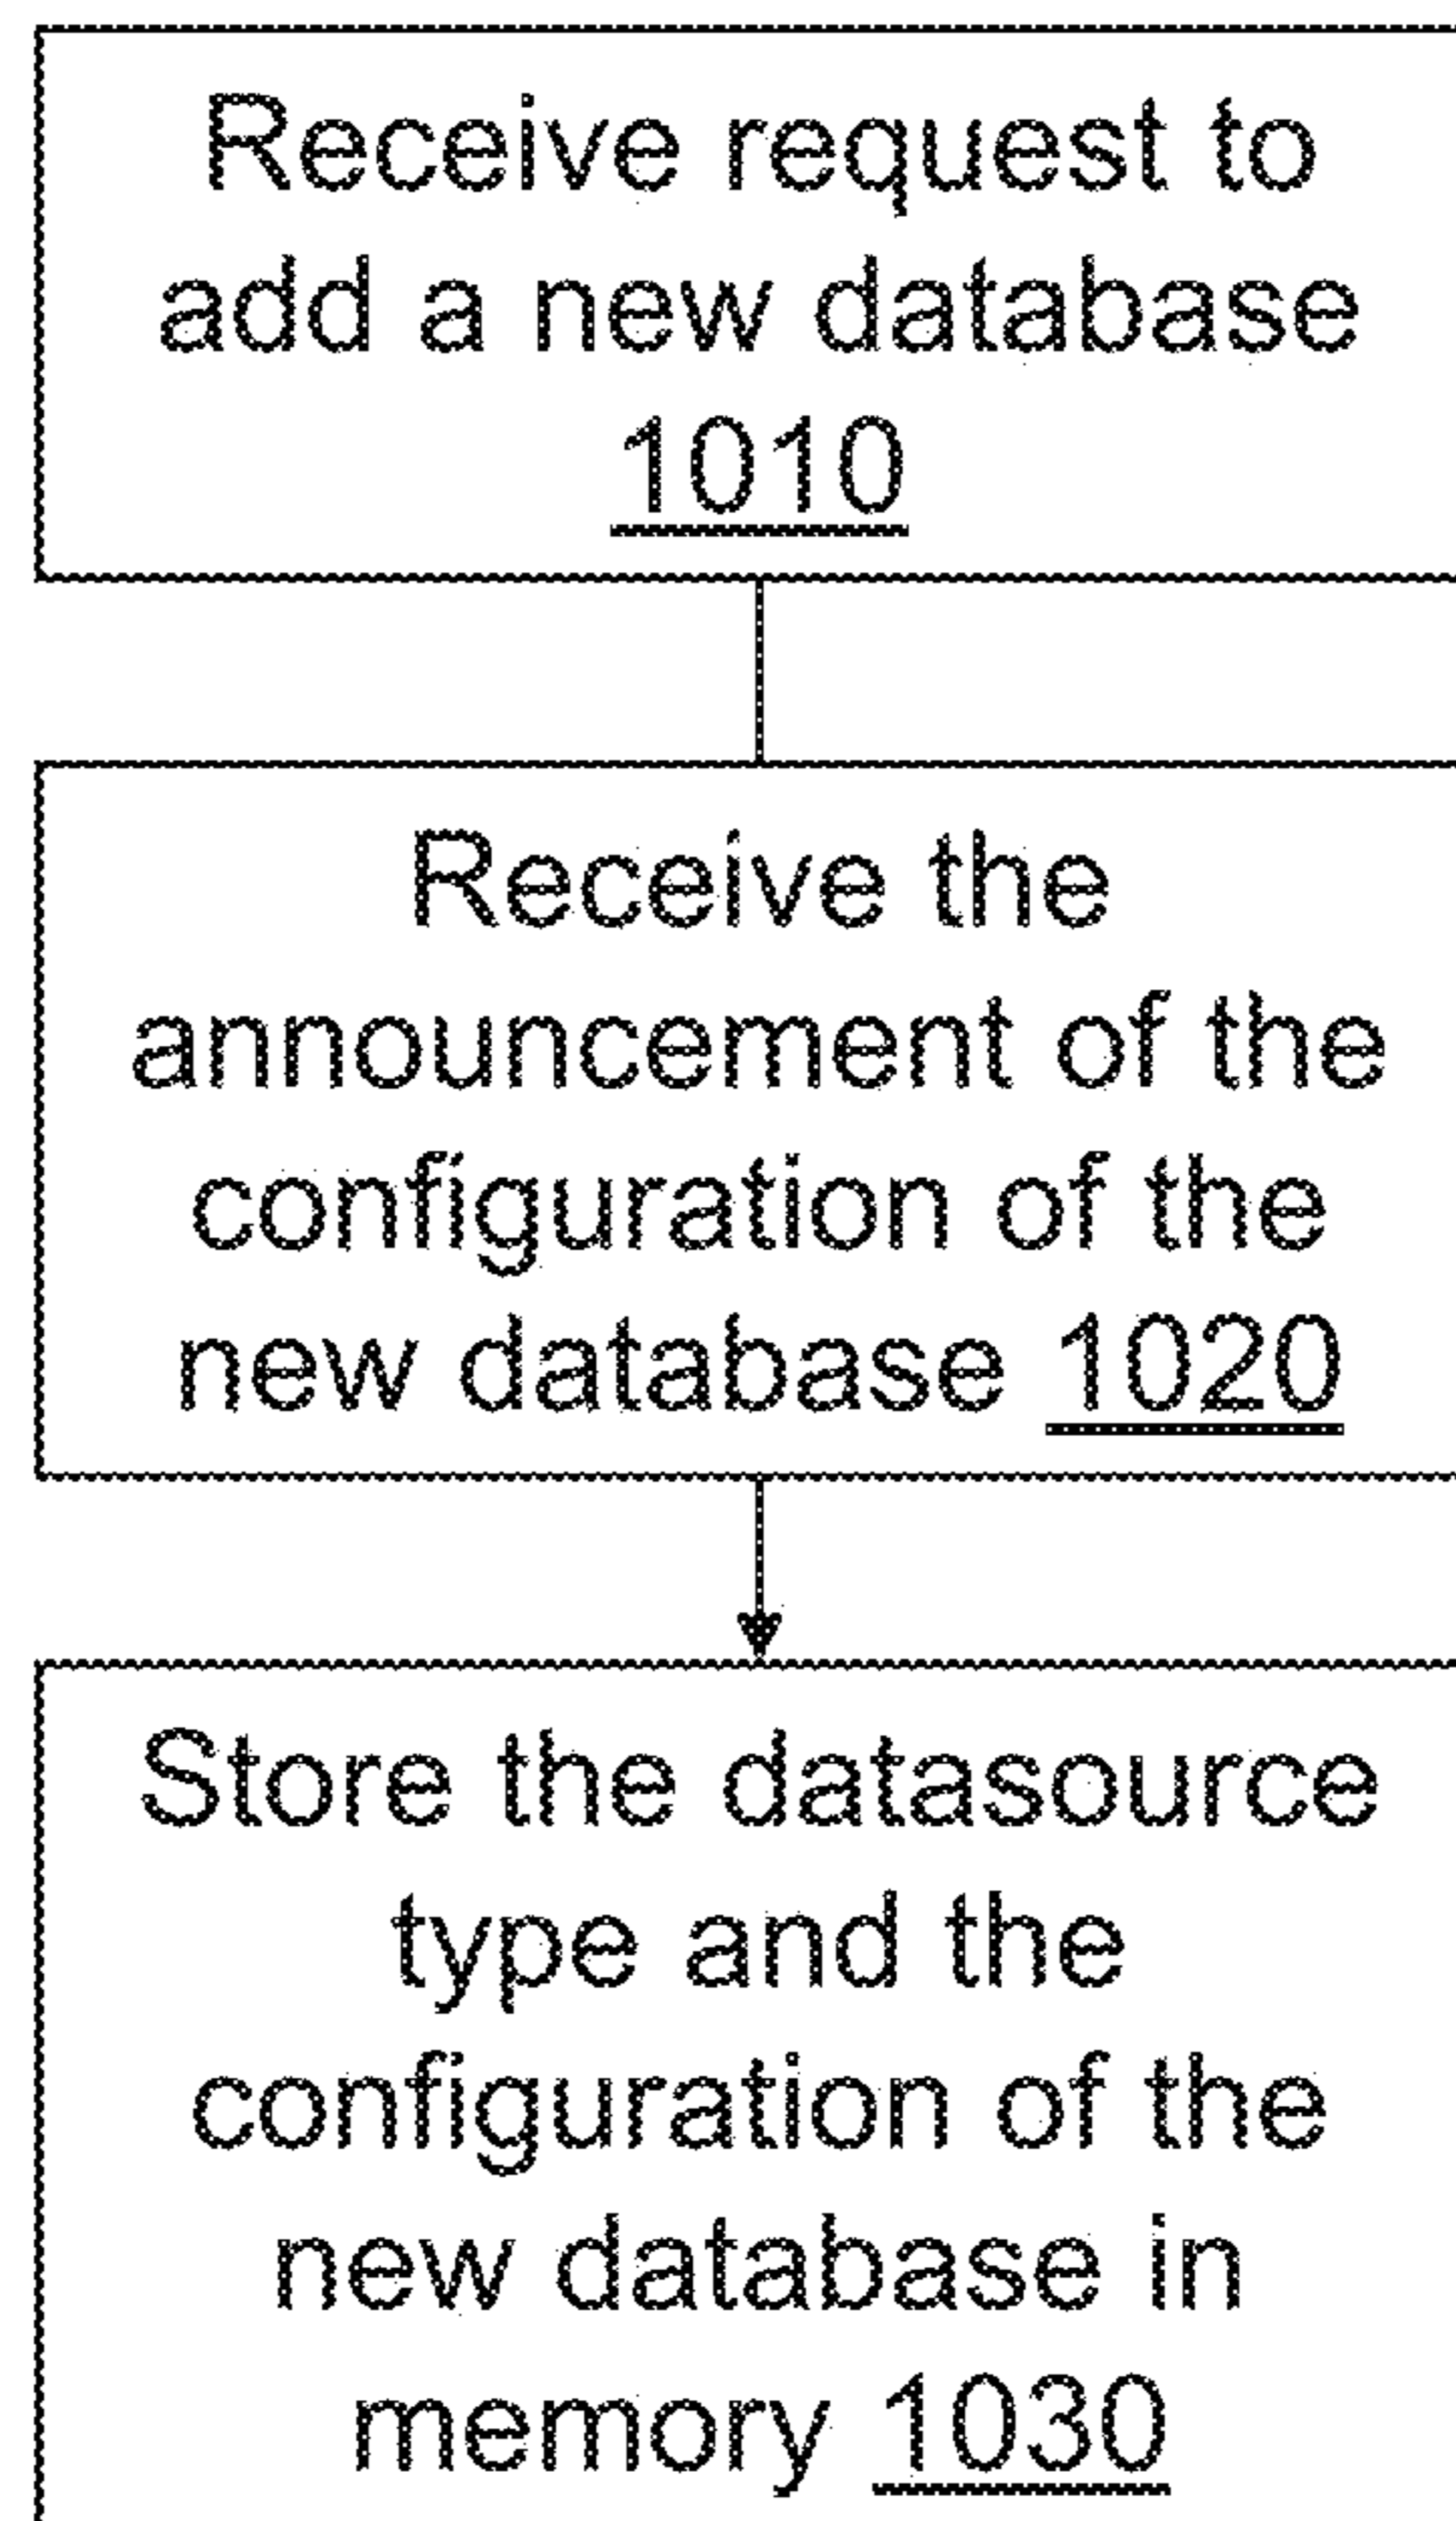 Receive request to
add a new database
1010
Receive the
announcement of the
configuration of the
new database 1020
Store the datasource
type and the
configuration of the
new database in
memory 1030